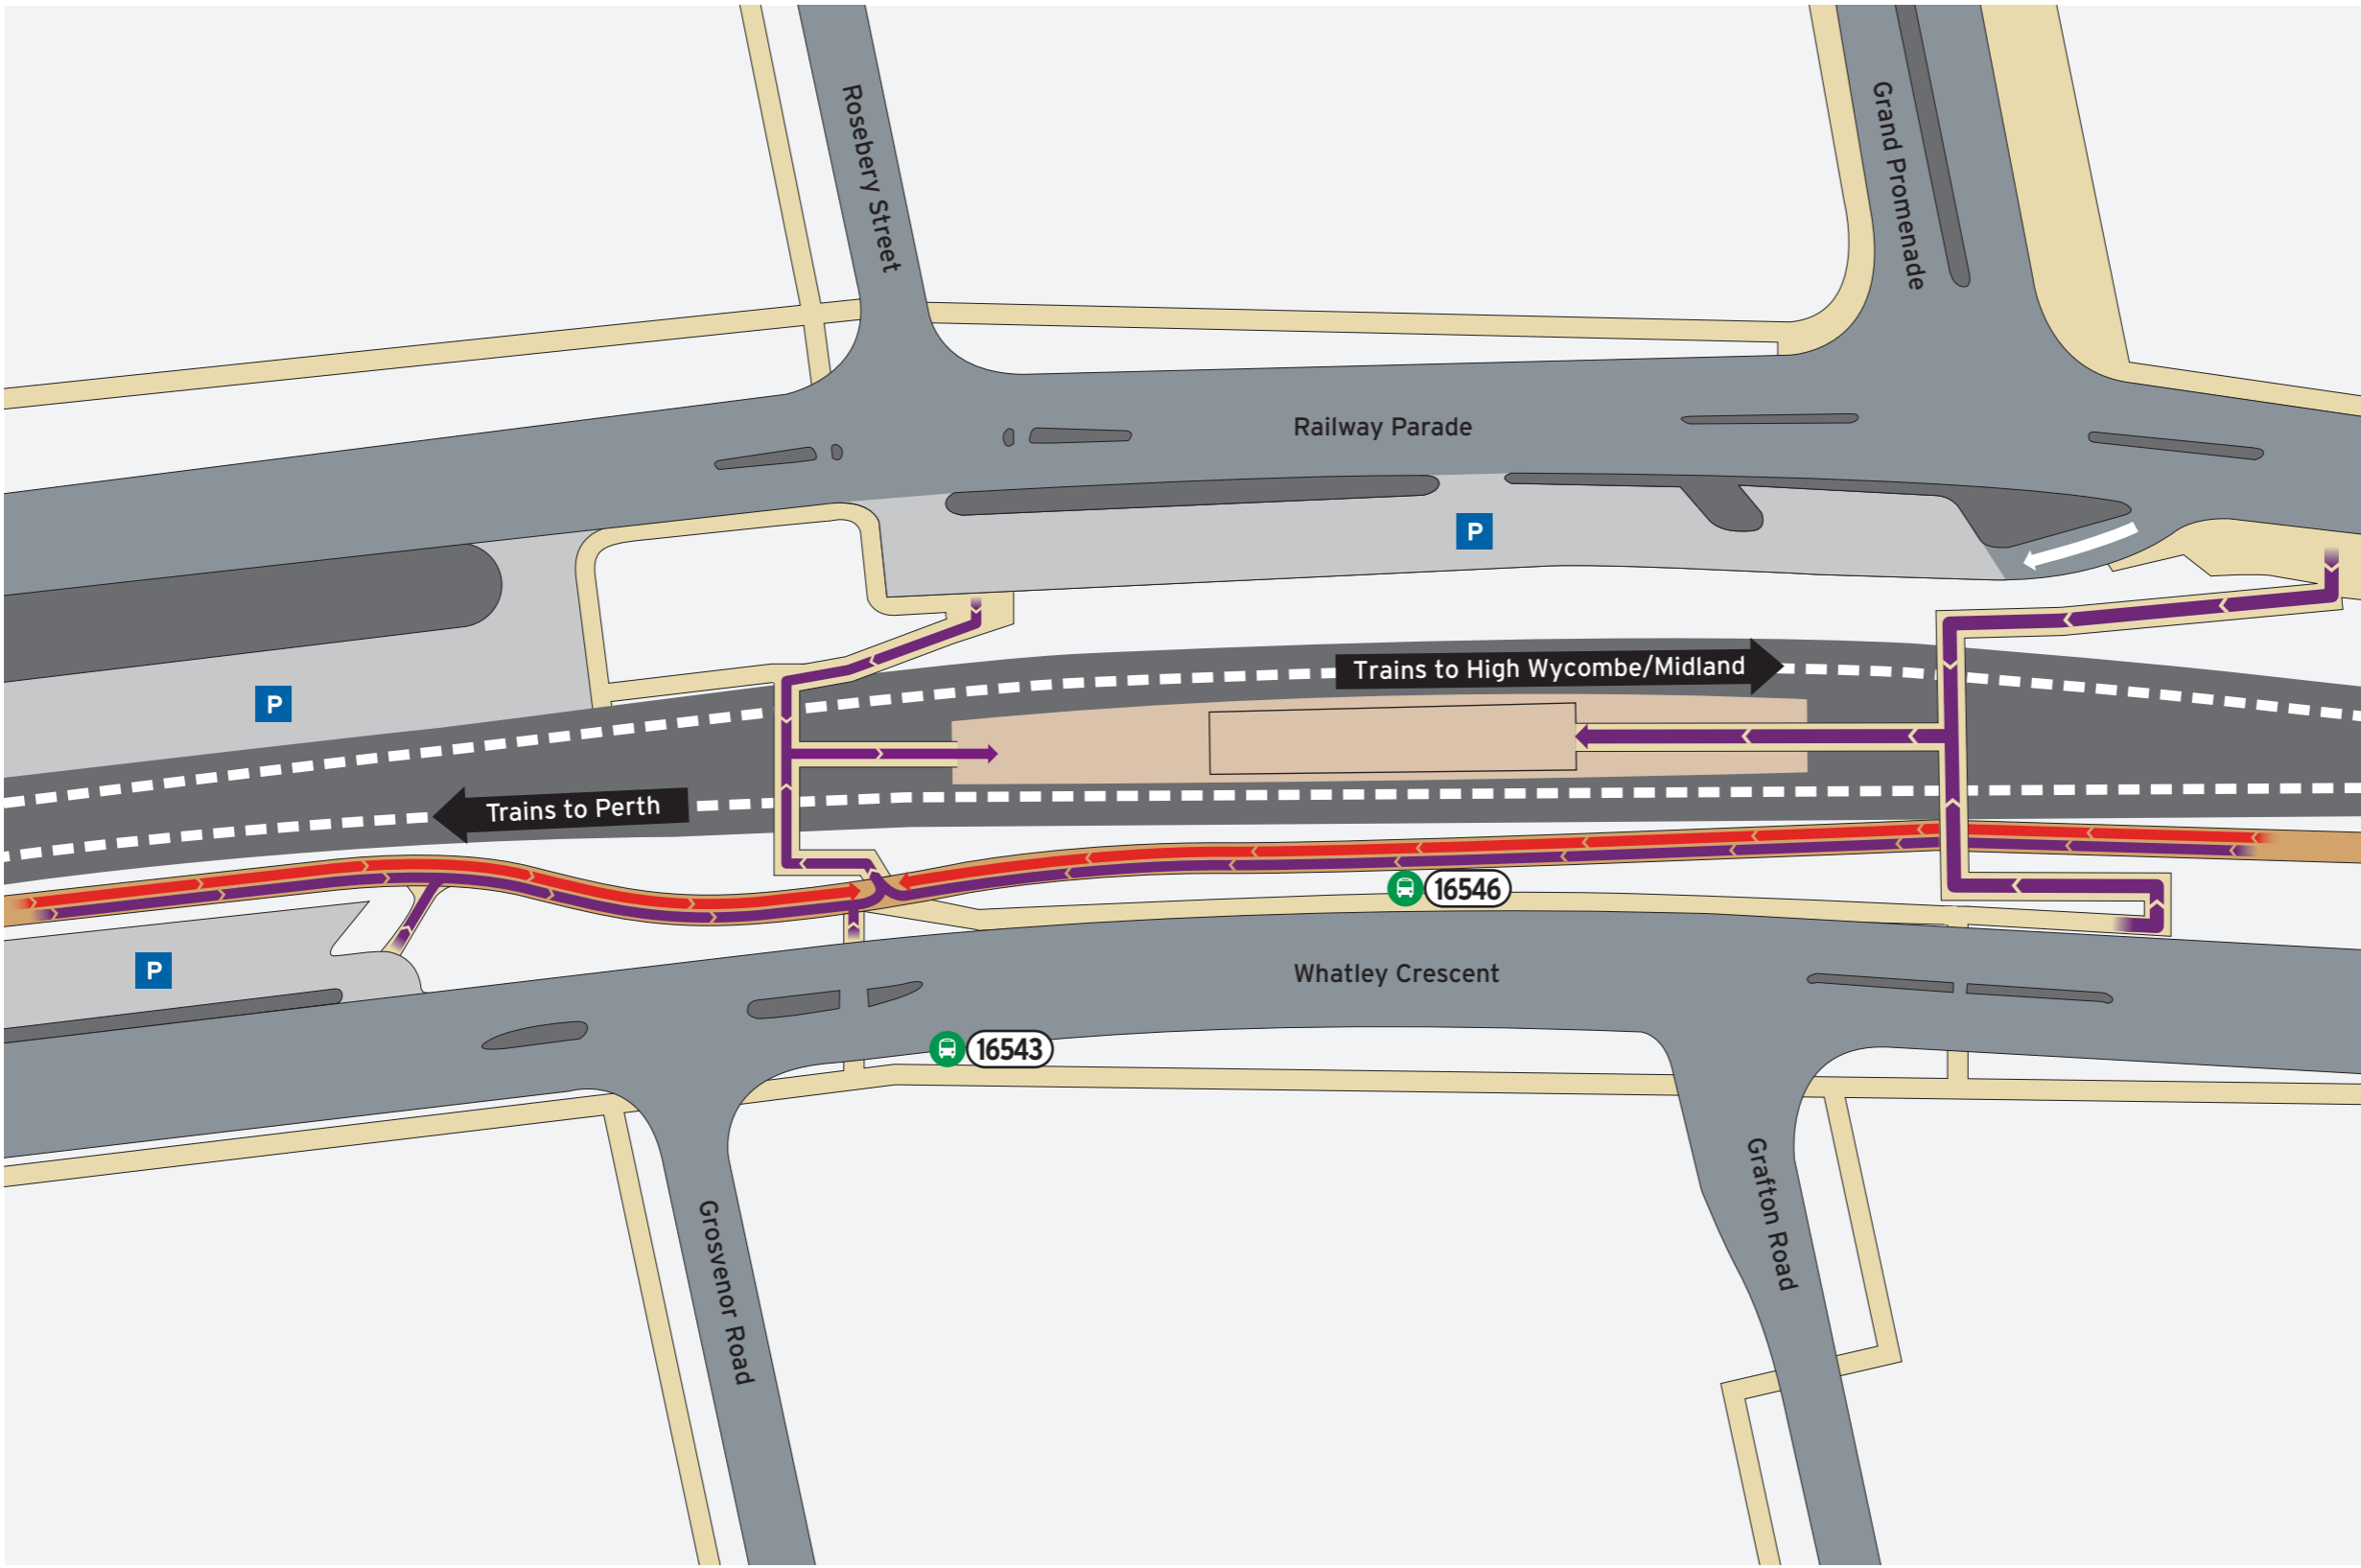 Rosebery Street
Grand Promenade
Railway Parade
P
Trains to High Wycombe/Midland
P
Trains to Perth
16546
P
Whatley Crescent
16543
Grosvenor Road
Grafton Road